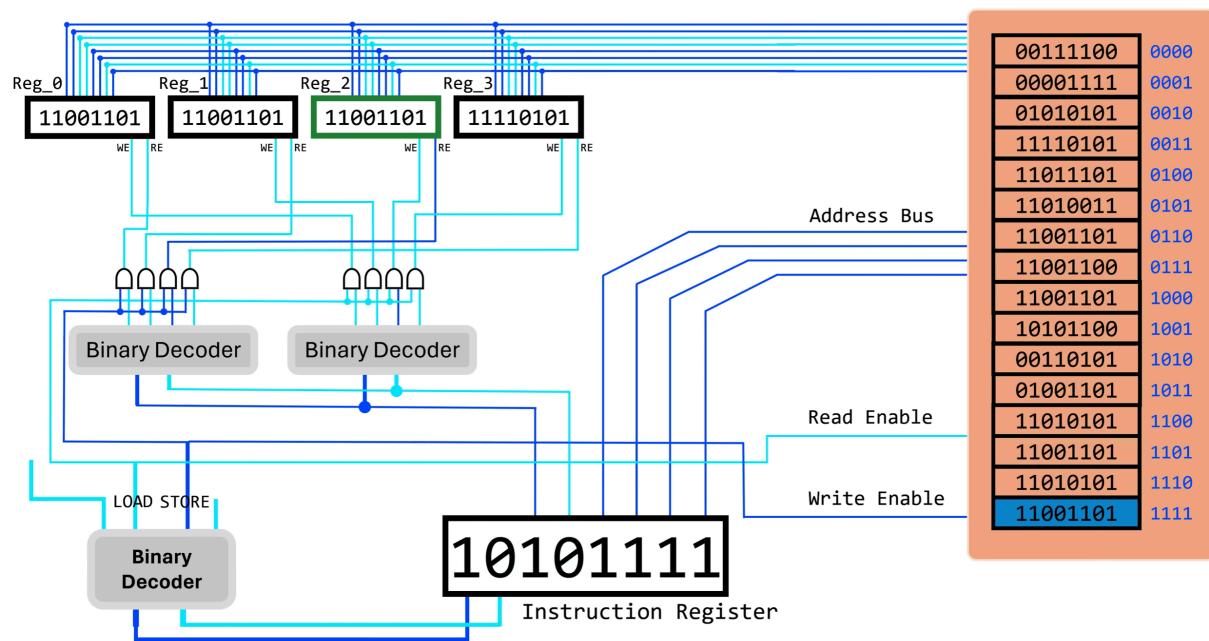 Reg_0 Reg_1 Reg_2 Reg_3
11001101 11001101 11001101 11110101
WE RE WE RE WE RE WE RE
Binary Decoder Binary Decoder
LOAD STORE
Binary
Decoder
10101111
Instruction Register
Address Bus
Read Enable
Write Enable
00111100 0000
00001111 0001
01010101 0010
11110101 0011
11011101 0100
11010011 0101
11001101 0110
11001100 0111
11001101 1000
10101100 1001
00110101 1010
01001101 1011
11010101 1100
11001101 1101
11010101 1110
11001101 1111